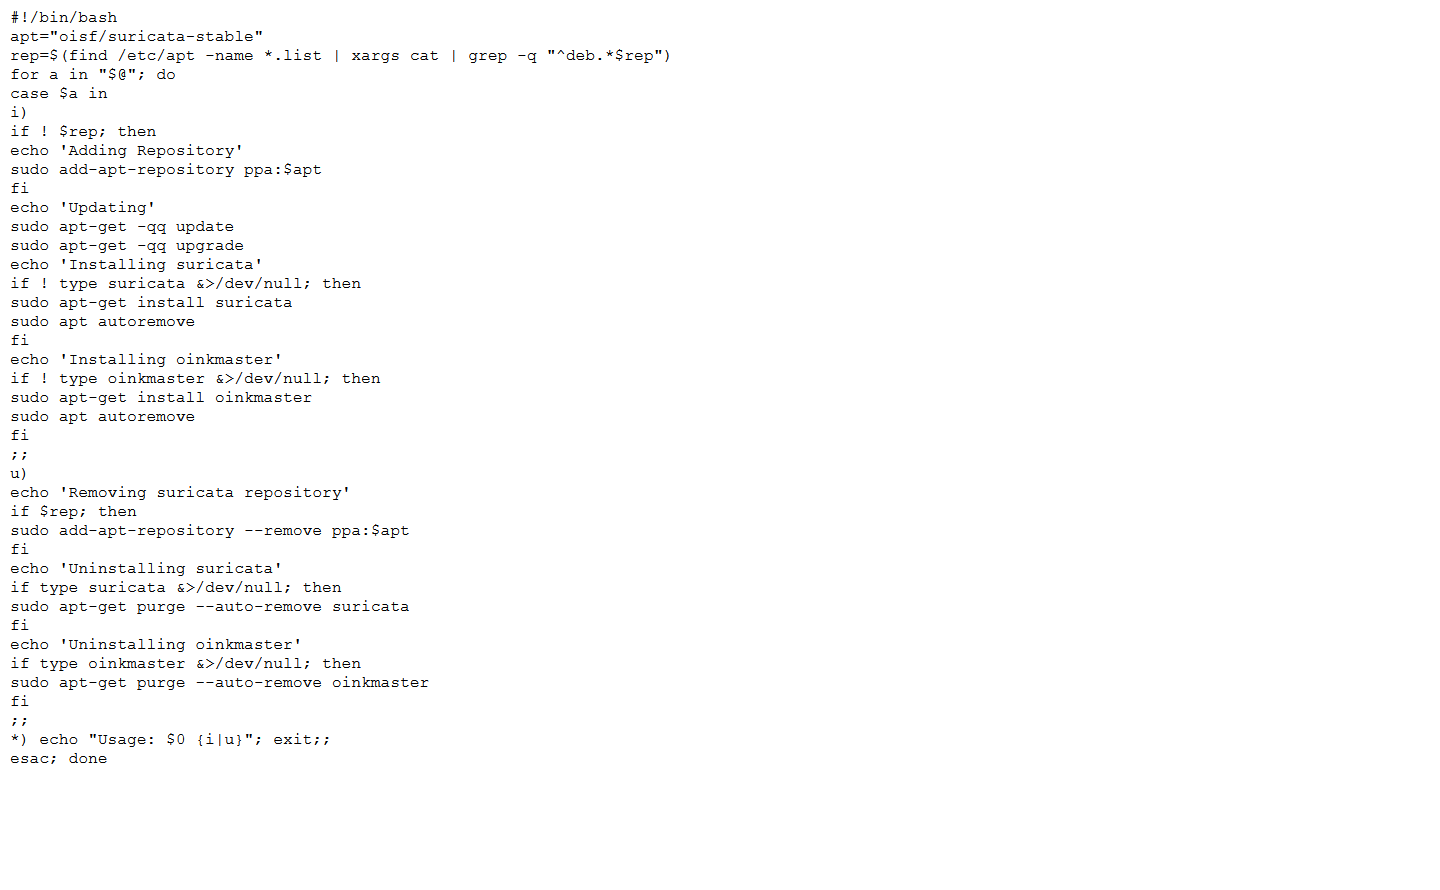 #!/bin/bash
apt="oisf/suricata-stable"
rep=$(find /etc/apt -name *.list | xargs cat | grep -q "^deb.*$rep")
for a in "$@"; do
case $a in
i)
if ! $rep; then
echo 'Adding Repository'
sudo add-apt-repository ppa:$apt
fi
echo 'Updating'
sudo apt-get -qq update
sudo apt-get -qq upgrade
echo 'Installing suricata'
if ! type suricata &>/dev/null; then
sudo apt-get install suricata
sudo apt autoremove
fi
echo 'Installing oinkmaster'
if ! type oinkmaster &>/dev/null; then
sudo apt-get install oinkmaster
sudo apt autoremove
fi
;;
u)
echo 'Removing suricata repository'
if $rep; then
sudo add-apt-repository --remove ppa:$apt
fi
echo 'Uninstalling suricata'
if type suricata &>/dev/null; then
sudo apt-get purge --auto-remove suricata
fi
echo 'Uninstalling oinkmaster'
if type oinkmaster &>/dev/null; then
sudo apt-get purge --auto-remove oinkmaster
fi
;;
*) echo "Usage: $0 {i|u}"; exit;;
esac; done